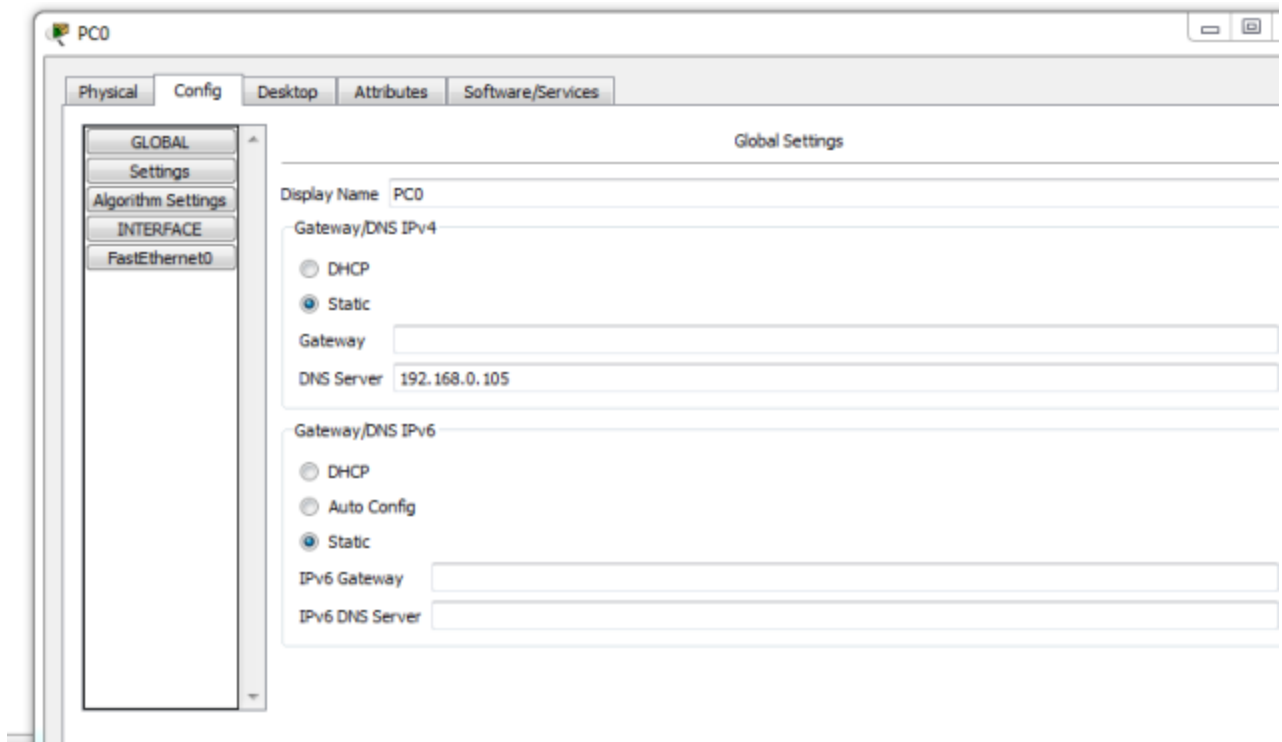 PC0
Physical Config Desktop Attributes Software/Services
GLOBAL
Settings
Algorithm Settings
INTERFACE
FastEthernet0
Global Settings
Display Name PC0
Gateway/DNS IPv4
DHCP
Static
Gateway
DNS Server 192.168.0.105
Gateway/DNS IPv6
DHCP
Auto Config
Static
IPv6 Gateway
IPv6 DNS Server